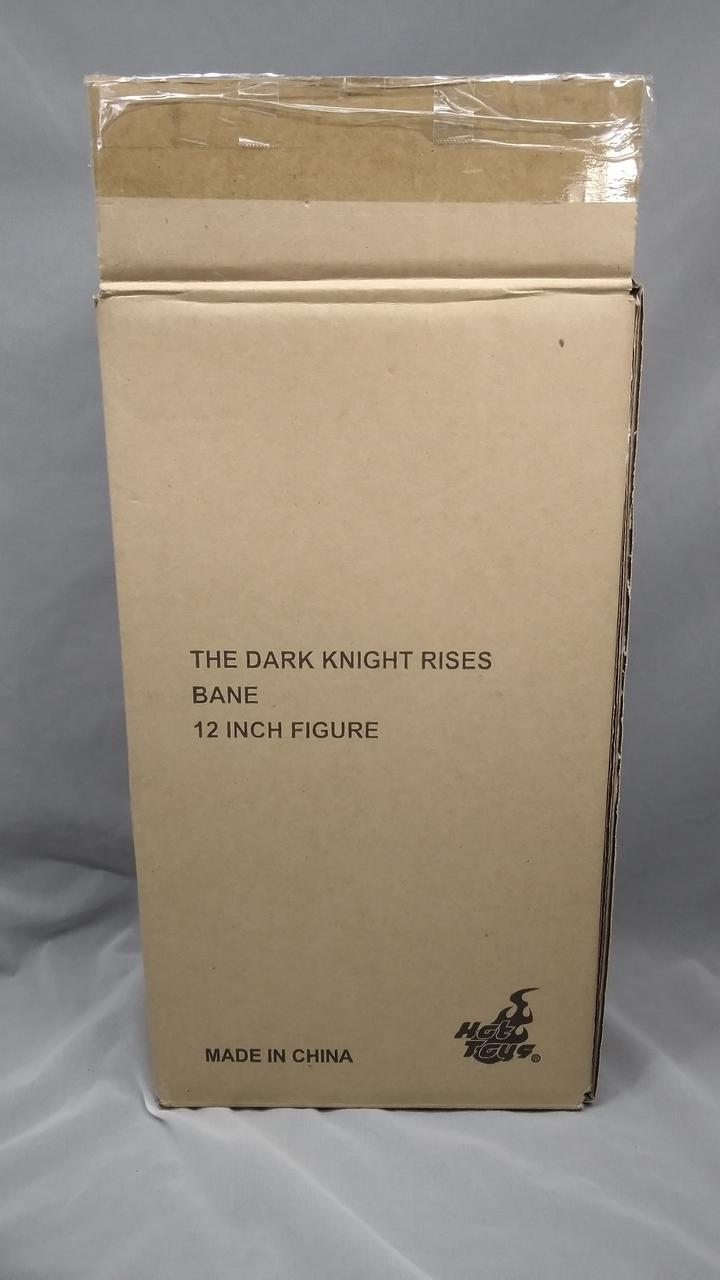 THE DARK KNIGHT RISES
BANE
12 INCH FIGURE
MADE IN CHINA
Hot
Toys®